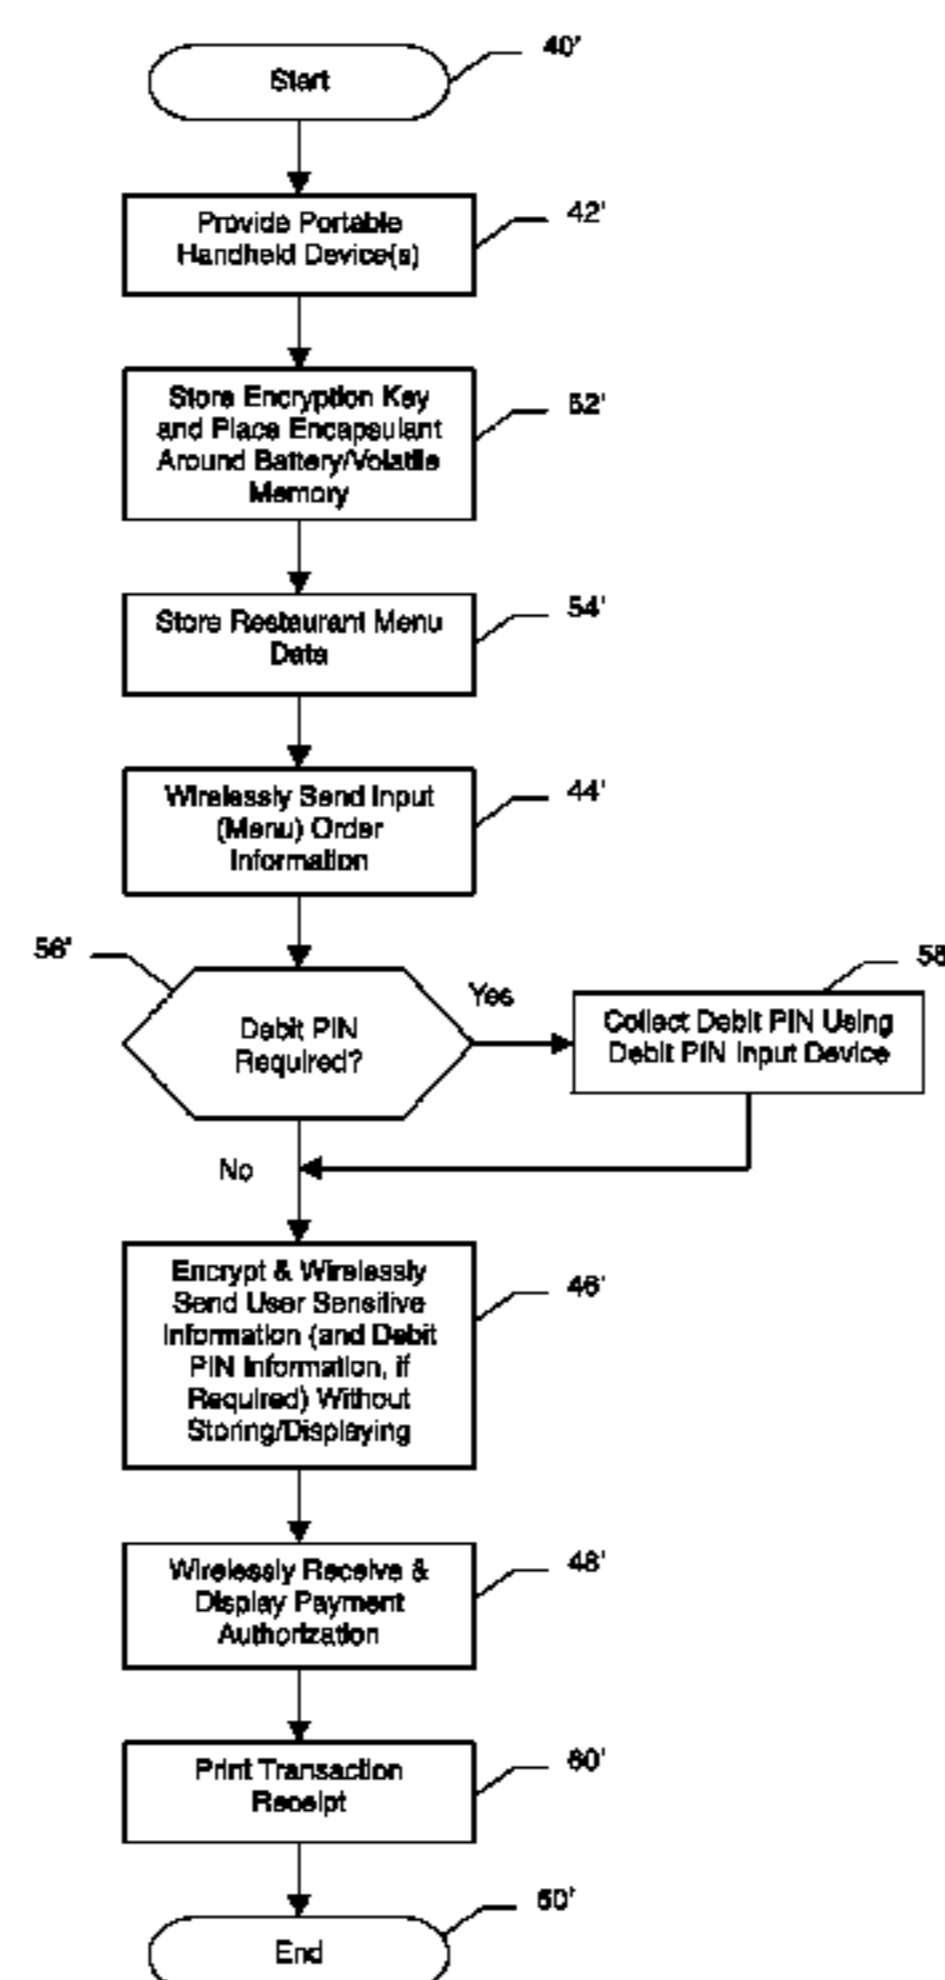 Start
40'
Provide Portable
Handheld Device(s)
42'
Store Encryption Key
and Place Encapsulant
Around Battery/Volatile
Memory
52'
Store Restaurant Menu
Data
54'
Wirelessly Send Input
(Menu) Order
Information
44'
56'
Debit PIN
Required?
Yes
58
Collect Debit PIN Using
Debit PIN Input Device
No
Encrypt & Wirelessly
Send User Sensitive
Information (and Debit
PIN Information, if
Required) Without
Storing/Displaying
46'
Wirelessly Receive &
Display Payment
Authorization
48'
Print Transaction
Receipt
60'
End
50'